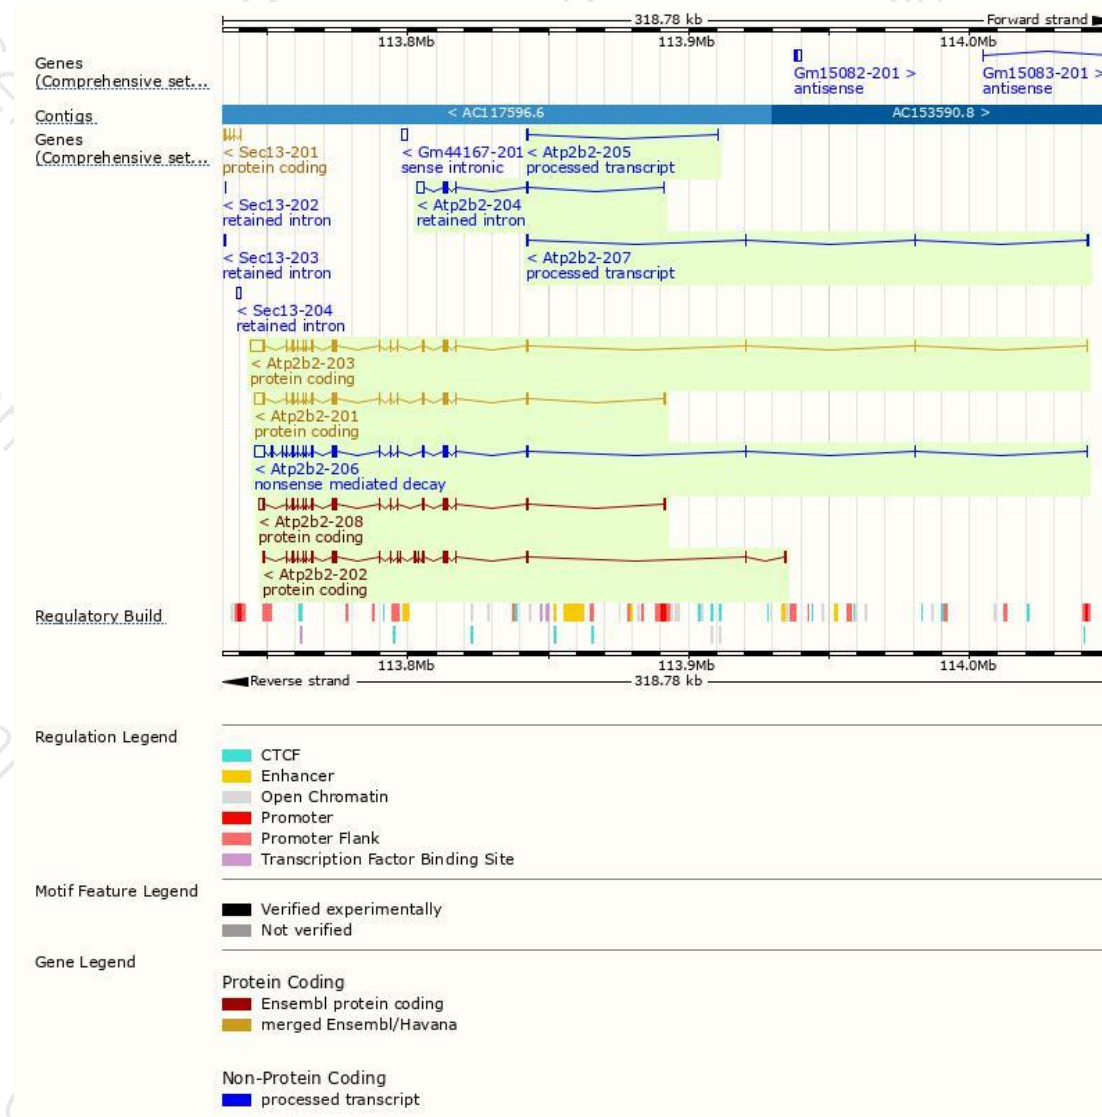 318.78 kb Forward strand
113.8Mb 113.9Mb 114.0Mb
Genes
(Comprehensive set...
Gm15082-201 > Gm15083-201 >
antisense antisense
Contigs < AC117596.6 AC153590.8 >
Genes
(Comprehensive set...
< Sec13-201 < Gm44167-201 < Atp2b2-205
protein coding sense intronic processed transcript
< Sec13-202 < Atp2b2-204
retained intron retained intron
< Sec13-203 < Atp2b2-207
retained intron processed transcript
< Sec13-204
retained intron
< Atp2b2-203
protein coding
< Atp2b2-201
protein coding
< Atp2b2-206
nonsense mediated decay
< Atp2b2-208
protein coding
< Atp2b2-202
protein coding
Regulatory Build
113.8Mb 113.9Mb 114.0Mb
Reverse strand 318.78 kb
Regulation Legend
CTCF
Enhancer
Open Chromatin
Promoter
Promoter Flank
Transcription Factor Binding Site
Motif Feature Legend
Verified experimentally
Not verified
Gene Legend
Protein Coding
Ensembl protein coding
merged Ensembl/Havana
Non-Protein Coding
processed transcript